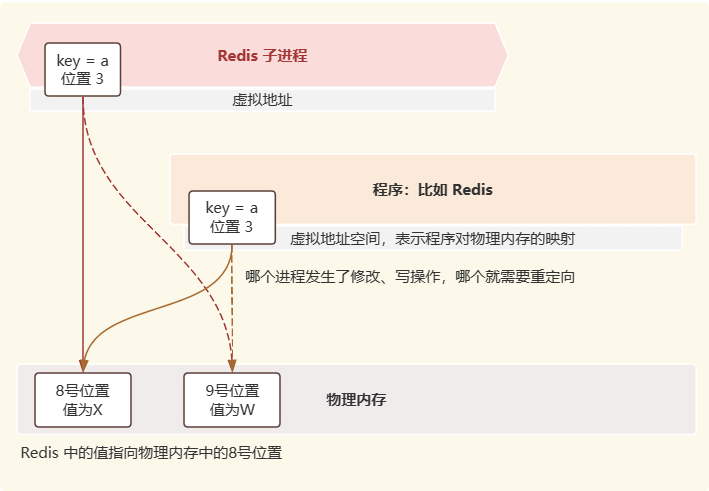 Redis 子进程
key = a
位置 3
虚拟地址
程序：比如 Redis
key = a
位置 3
虚拟地址空间，表示程序对物理内存的映射
哪个进程发生了修改、写操作，哪个就需要重定向
8号位置
值为X
9号位置
值为W
物理内存
Redis 中的值指向物理内存中的8号位置